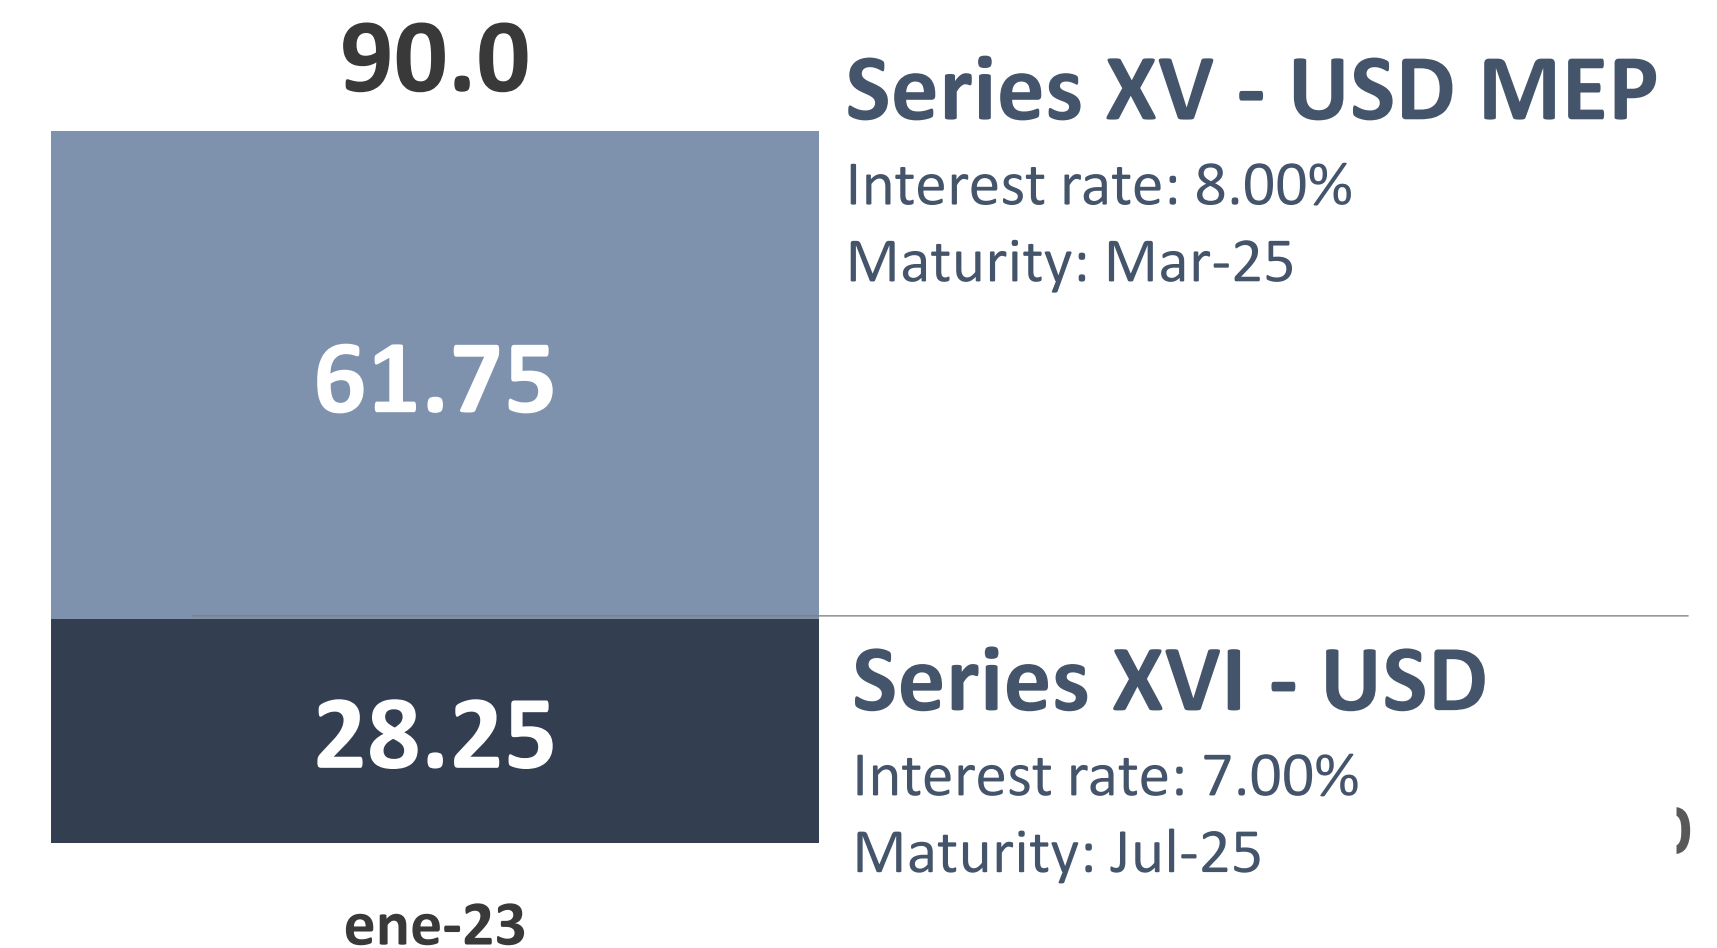 90.0
Series XV - USD MEP
Interest rate: 8.00%
Maturity: Mar-25
61.75
Series XVI - USD
28.25
Interest rate: 7.00%
Maturity: Jul-25
ene-23